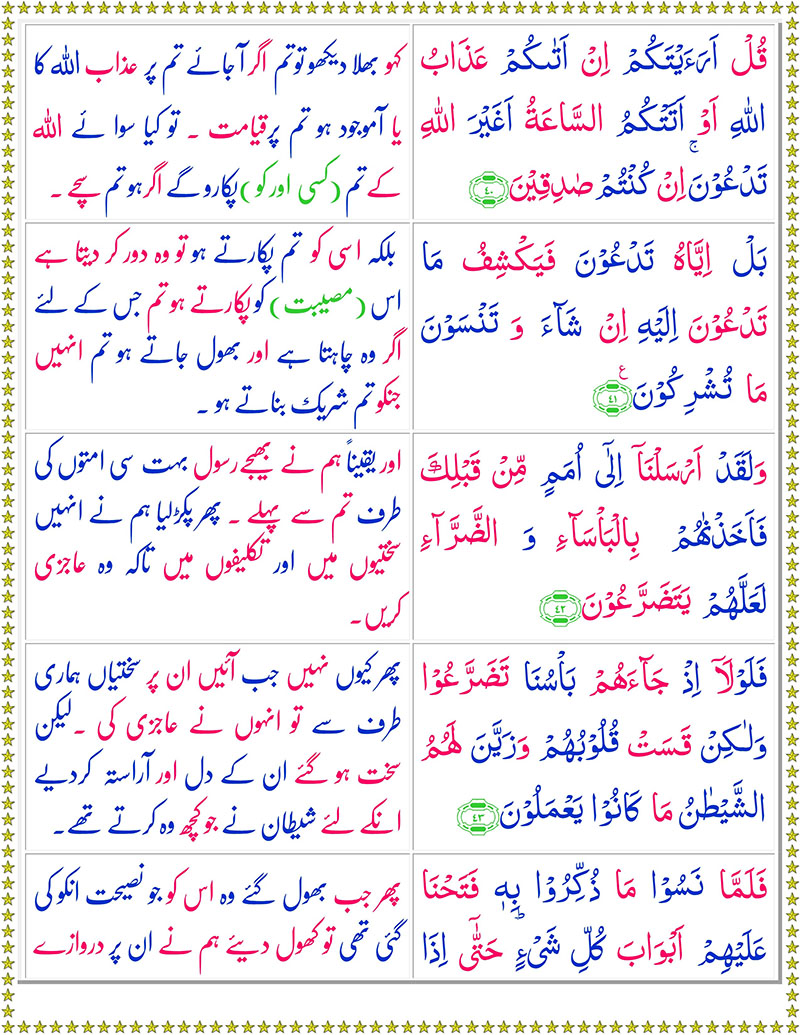 قُلۡ اَرَءَيۡتَكُمۡ اِنۡ اَتٰٮكُمۡ عَذَابُ
اللهِ اَوۡ اَتَتۡكُمُ السَّاعَةُ اَغَيۡرَ اللهِ
تَدۡعُوۡنَ ۚ اِنۡ كُنۡتُمۡ صٰدِقِيۡنَ ﴿۴۰﴾
کہو بھلا دیکھو تو تم اگر آجائے تم پر عذاب اللہ کا
یا آموجود ہو تم پر قیامت ۔ تو کیا سوائے اللہ
کے تم (کسی اور کو) پکارو گے اگر ہو تم سچے ۔
بَلۡ اِيَّاهُ تَدۡعُوۡنَ فَيَكۡشِفُ مَا
تَدۡعُوۡنَ اِلَيۡهِ اِنۡ شَآءَ وَ تَنۡسَوۡنَ
مَا تُشۡرِكُوۡنَ ﴿۴۱﴾ ع
بلکہ اسی کو تم پکارتے ہو تو وہ دور کر دیتا ہے
اس (مصیبت) کو پکارتے ہو تم جس کے لئے
اگر وہ چاہتا ہے اور بھول جاتے ہو تم انہیں
جنکو تم شریک بناتے ہو ۔
وَلَقَدۡ اَرۡسَلۡنَاۤ اِلٰٓى اُمَمٍ مِّنۡ قَبۡلِكَ
فَاَخَذۡنٰهُمۡ بِالۡبَاۡسَآءِ وَ الضَّرَّآءِ
لَعَلَّهُمۡ يَتَضَرَّعُوۡنَ ﴿۴۲﴾
اور یقیناً ہم نے بھیجے رسول بہت سی امتوں کی
طرف تم سے پہلے ۔ پھر پکڑلیا ہم نے انہیں
سختیوں میں اور تکلیفوں میں تاکہ وہ عاجزی
کریں۔
فَلَوۡلَاۤ اِذۡ جَآءَهُمۡ بَاۡسُنَا تَضَرَّعُوۡا
وَلٰـكِنۡ قَسَتۡ قُلُوۡبُهُمۡ وَزَيَّنَ لَهُمُ
الشَّيۡطٰنُ مَا كَانُوۡا يَعۡمَلُوۡنَ ﴿۴۳﴾
پھر کیوں نہیں جب آئیں ان پر سختیاں ہماری
طرف سے تو انہوں نے عاجزی کی ۔ لیکن
سخت ہو گئے ان کے دل اور آراستہ کردیے
انکے لئے شیطان نے جو کچھ وہ کرتے تھے۔
فَلَمَّا نَسُوۡا مَا ذُكِّرُوۡا بِهٖ فَتَحۡنَا
عَلَيۡهِمۡ اَبۡوَابَ كُلِّ شَىۡءٍ حَتّٰٓى اِذَا
پھر جب بھول گئے وہ اس کو جو نصیحت انکو کی
گئی تھی تو کھول دیئے ہم نے ان پر دروازے